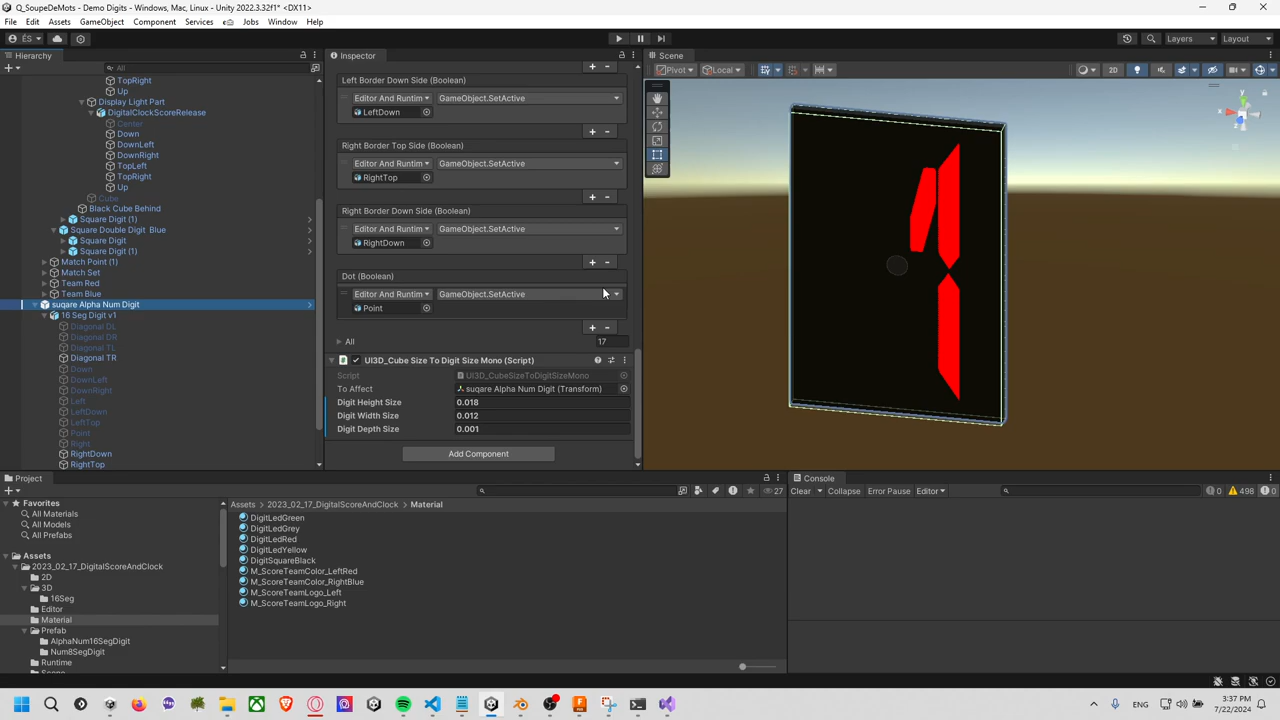 Q_SoupeDeMots - Demo Digits - Windows, Mac, Linux - Unity 2022.3.32f1* <DX11>
File Edit Assets GameObject Component Services Jobs Window Help
ÉS Layers Layout
Hierarchy
All
TopRight
Up
Display Light Part
DigitalClockScoreRelease
Center
Down
DownLeft
DownRight
TopLeft
TopRight
Up
Cube
Black Cube Behind
Square Digit (1)
Square Double Digit Blue
Square Digit
Square Digit (1)
Match Point (1)
Match Set
Team Red
Team Blue
suqare Alpha Num Digit
16 Seg Digit v1
Diagonal DL
Diagonal DR
Diagonal TL
Diagonal TR
Down
DownLeft
DownRight
Left
LeftDown
LeftTop
Point
Right
RightDown
RightTop
Inspector
Left Border Down Side (Boolean)
Editor And Runtim GameObject.SetActive
LeftDown
Right Border Top Side (Boolean)
Editor And Runtim GameObject.SetActive
RightTop
Right Border Down Side (Boolean)
Editor And Runtim GameObject.SetActive
RightDown
Dot (Boolean)
Editor And Runtim GameObject.SetActive
Point
All 17
UI3D_Cube Size To Digit Size Mono (Script)
Script UI3D_CubeSizeToDigitSizeMono
To Affect suqare Alpha Num Digit (Transform)
Digit Height Size 0.018
Digit Width Size 0.012
Digit Depth Size 0.001
Add Component
Scene
Pivot Local 2D
y
x
Project
27
Favorites
All Materials
All Models
All Prefabs
Assets
2023_02_17_DigitalScoreAndClock
2D
3D
16Seg
Editor
Material
Prefab
AlphaNum16SegDigit
Num8SegDigit
Runtime
Scene
Assets > 2023_02_17_DigitalScoreAndClock > Material
DigitLedGreen
DigitLedGrey
DigitLedRed
DigitLedYellow
DigitSquareBlack
M_ScoreTeamColor_LeftRed
M_ScoreTeamColor_RightBlue
M_ScoreTeamLogo_Left
M_ScoreTeamLogo_Right
Console
Clear Collapse Error Pause Editor 0 498 0
ENG 3:37 PM
7/22/2024